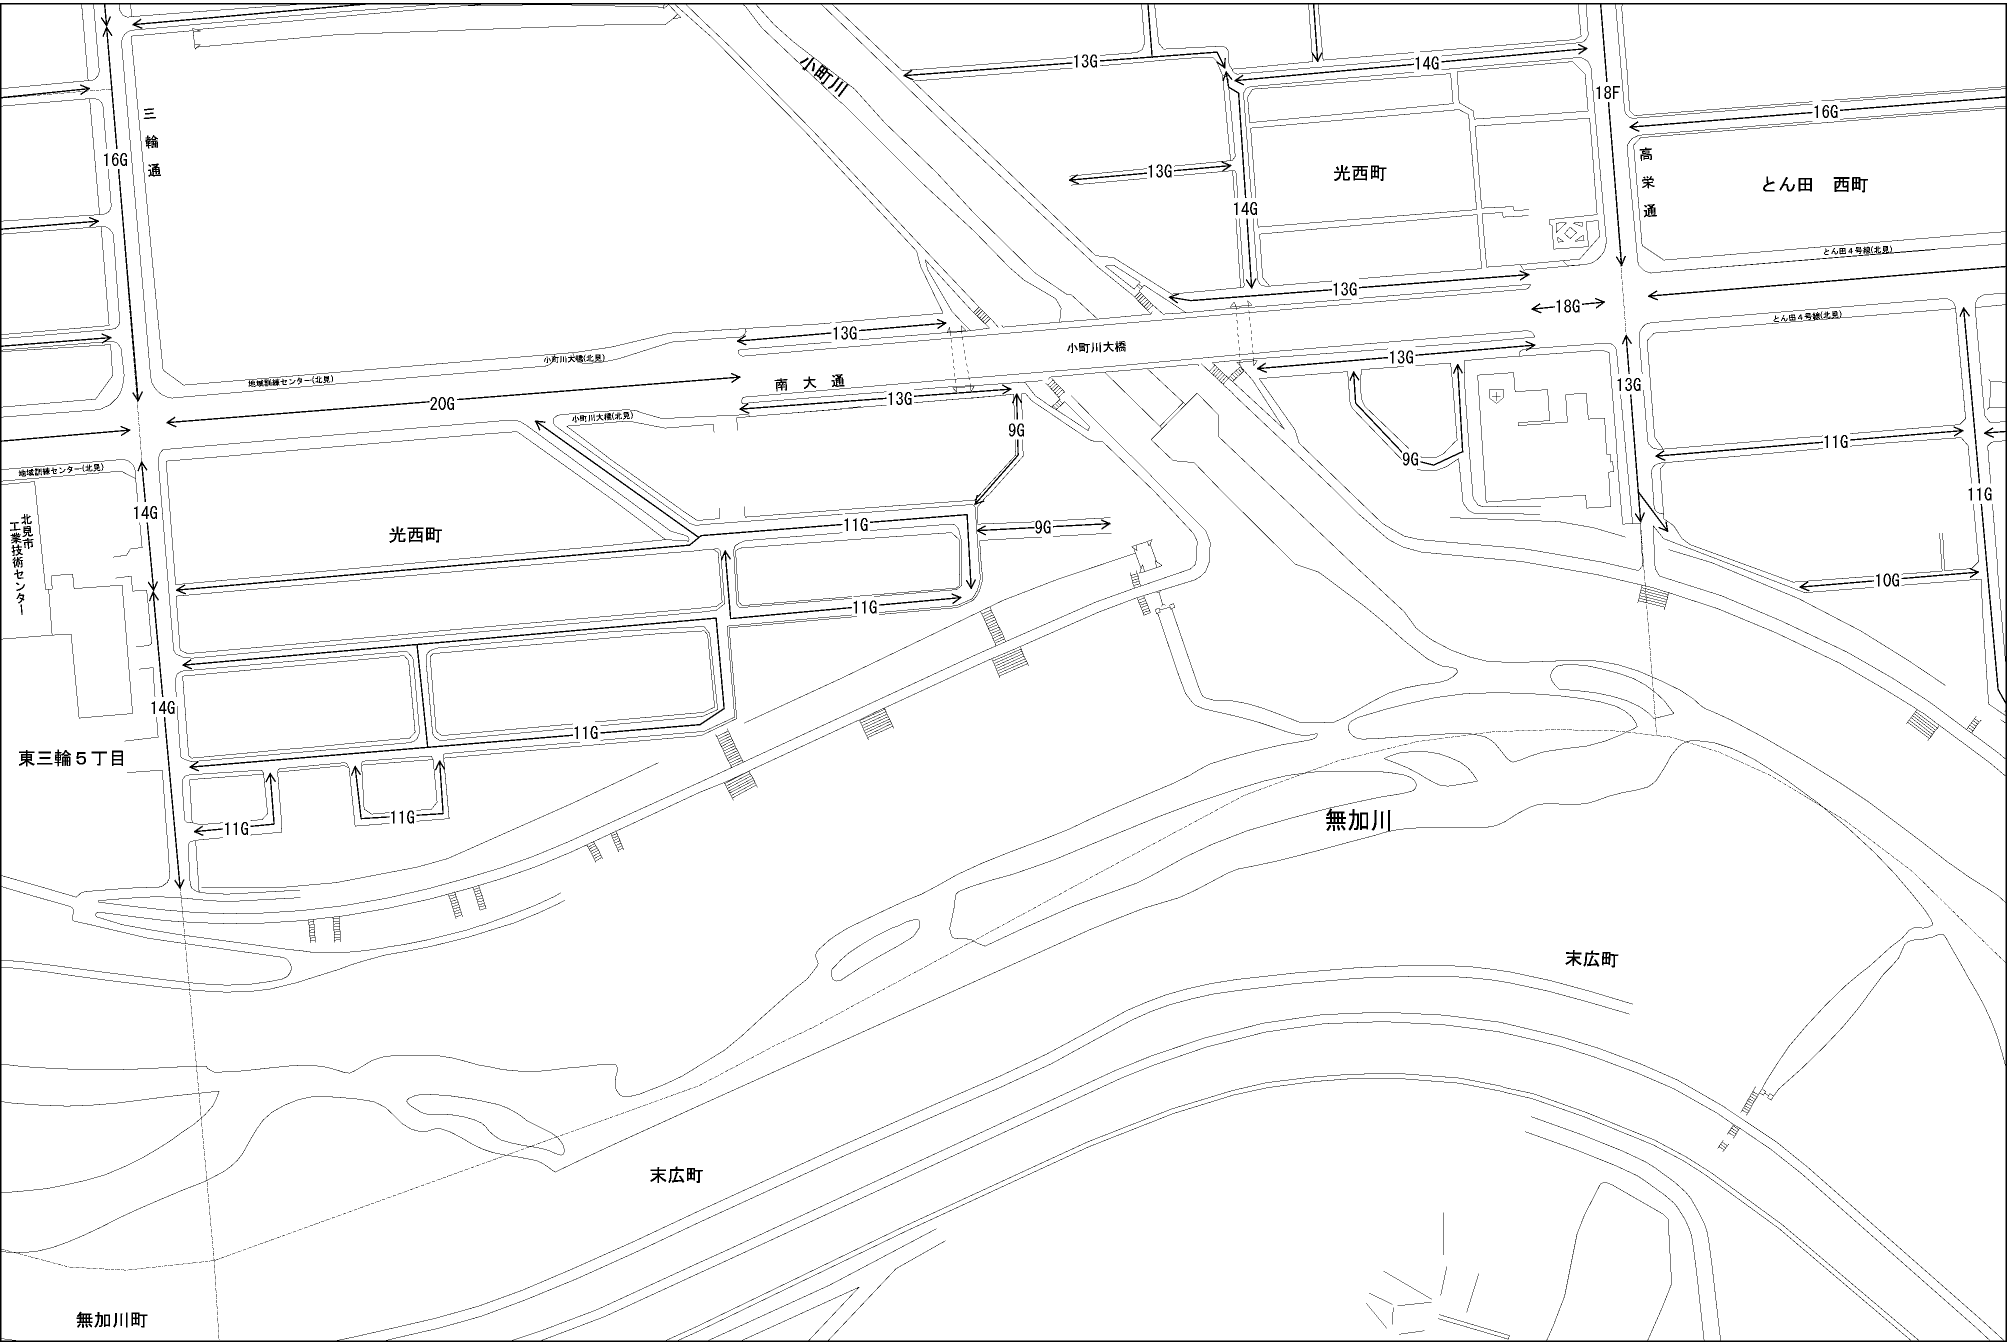 13G
14G
小町川
18F
16G
三輪通
16G
13G
光西町
高栄通
とん田　西町
14G
とん田４号線(北見)
13G
18G
とん田４号線(北見)
13G
小町川大橋
小町川大橋(北見)
13G
地域訓練センター(北見)
南大通
13G
20G
13G
小町川大橋(北見)
9G
11G
9G
地域訓練センター(北見)
11G
14G
北見市
工業技術センター
光西町
11G
9G
10G
11G
14G
11G
東三輪５丁目
11G
11G
無加川
末広町
末広町
無加川町